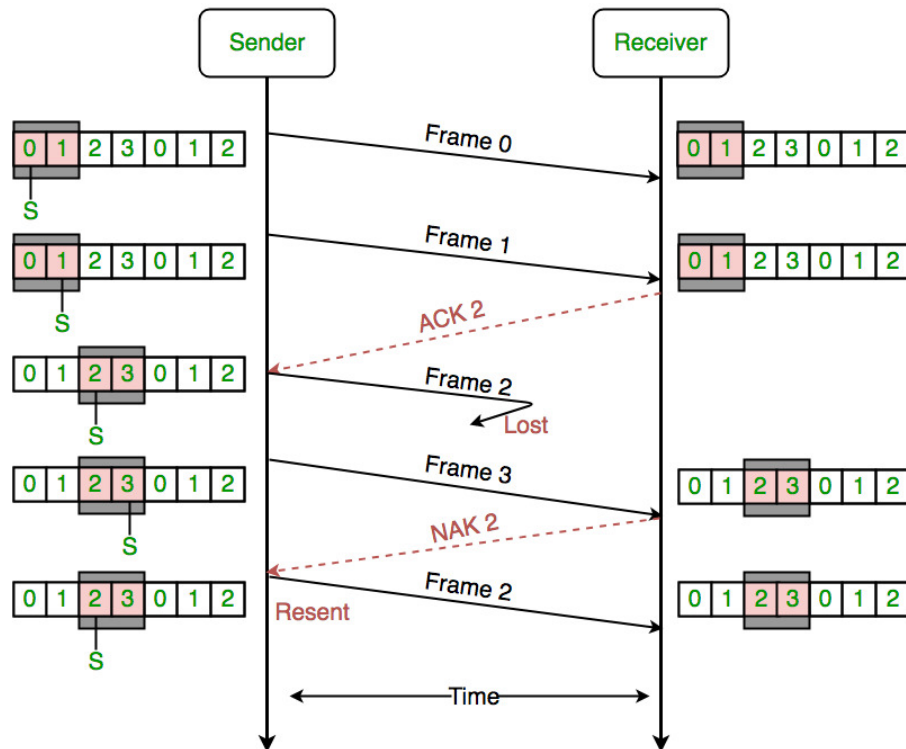 Sender
Receiver
0 1 2 3 0 1 2
Frame 0
0 1 2 3 0 1 2
S
0 1 2 3 0 1 2
Frame 1
0 1 2 3 0 1 2
S
ACK 2
0 1 2 3 0 1 2
Frame 2
Lost
S
0 1 2 3 0 1 2
Frame 3
0 1 2 3 0 1 2
S
NAK 2
0 1 2 3 0 1 2
Frame 2
0 1 2 3 0 1 2
Resent
S
Time